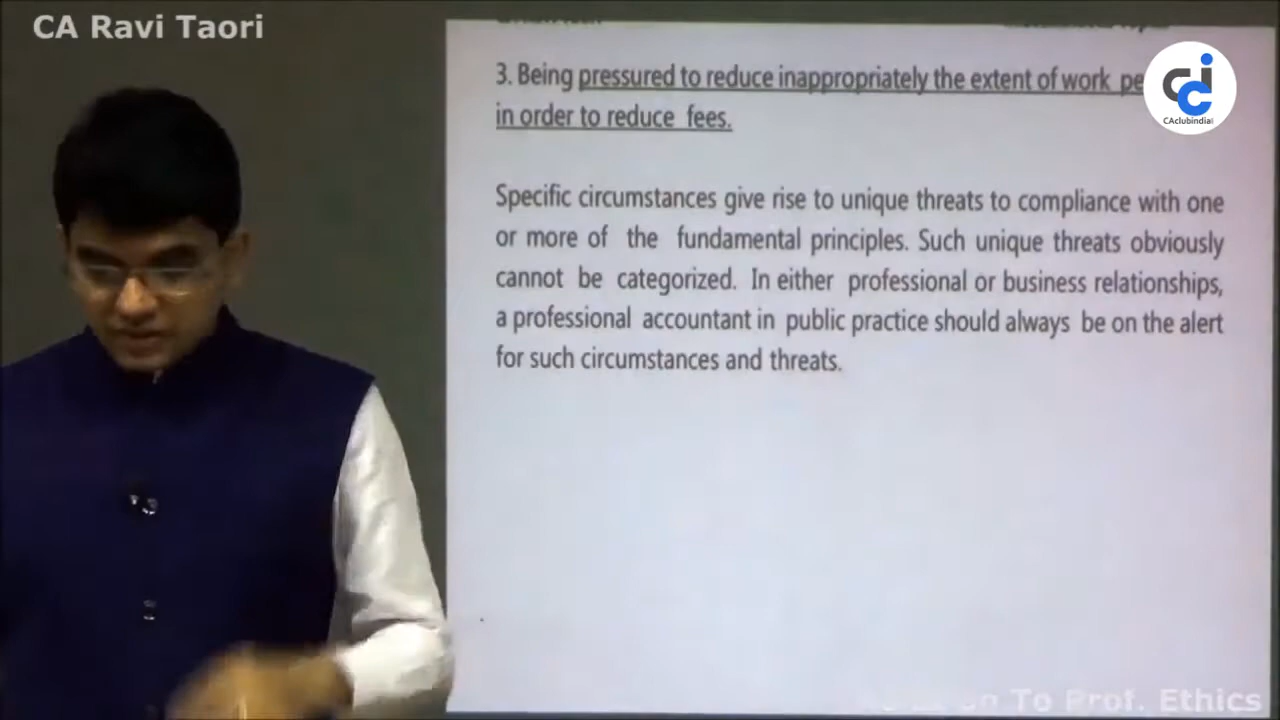 CA Ravi Taori
3. Being pressured to reduce inappropriately the extent of work
in order to reduce fees.
CAclubindia
Specific circumstances give rise to unique threats to compliance with one
or more of the fundamental principles. Such unique threats obviously
cannot be categorized. In either professional or business relationships,
a professional accountant in public practice should always be on the alert
for such circumstances and threats.
To Prof. Ethics